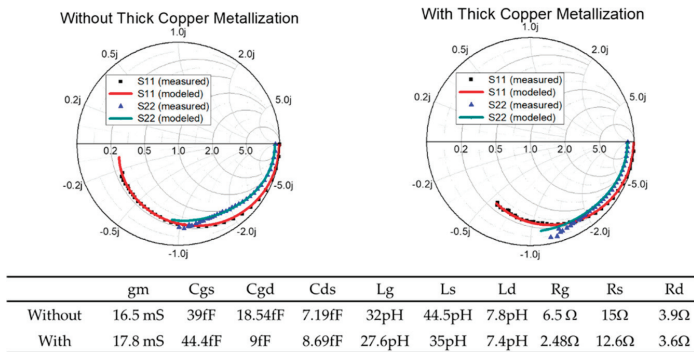 Without Thick Copper Metallization
With Thick Copper Metallization
1.0j
0.5j
2.0j
S11 (measured)
S11 (modeled)
S22 (measured)
S22 (modeled)
0.2j
5.0j
0.2 0.5 1.0 2.0 5.0
-0.2j
-5.0j
-0.5j
-2.0j
-1.0j
1.0j
0.5j
2.0j
S11 (measured)
S11 (modeled)
S22 (measured)
S22 (modeled)
0.2j
5.0j
0.2 0.5 1.0 2.0 5.0
-0.2j
-5.0j
-0.5j
-2.0j
-1.0j
gm Cgs Cgd Cds Lg Ls Ld Rg Rs Rd
Without 16.5 mS 39fF 18.54fF 7.19fF 32pH 44.5pH 7.8pH 6.5 Ω 15Ω 3.9Ω
With 17.8 mS 44.4fF 9fF 8.69fF 27.6pH 35pH 7.4pH 2.48Ω 12.6Ω 3.6Ω